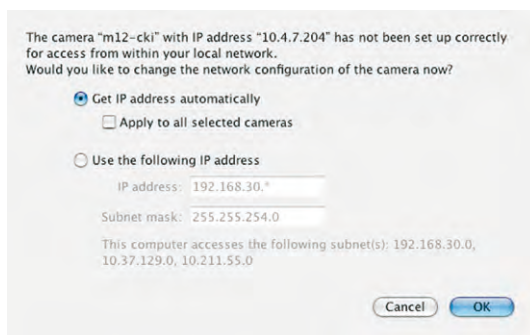 The camera “m12-cki” with IP address “10.4.7.204” has not been set up correctly
for access from within your local network.
Would you like to change the network configuration of the camera now?
Get IP address automatically
Apply to all selected cameras
Use the following IP address
IP address: 192.168.30.*
Subnet mask: 255.255.254.0
This computer accesses the following subnet(s): 192.168.30.0,
10.37.129.0, 10.211.55.0
Cancel OK